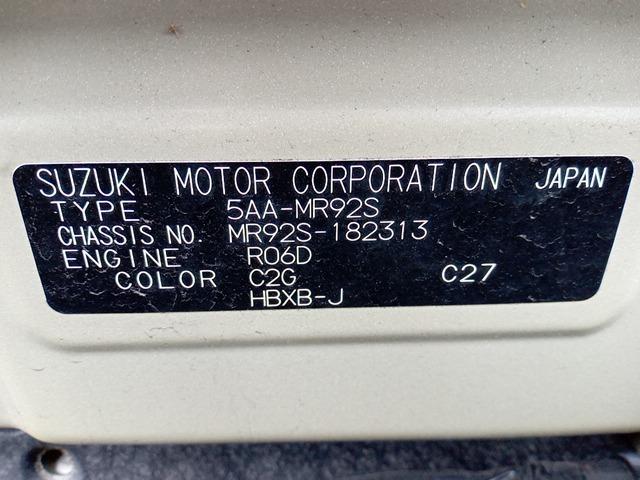 SUZUKI MOTOR CORPORATION JAPAN
TYPE 5AA-MR92S
CHASSIS NO. MR92S-182313
ENGINE R06D
COLOR C2G C27
HBXB-J